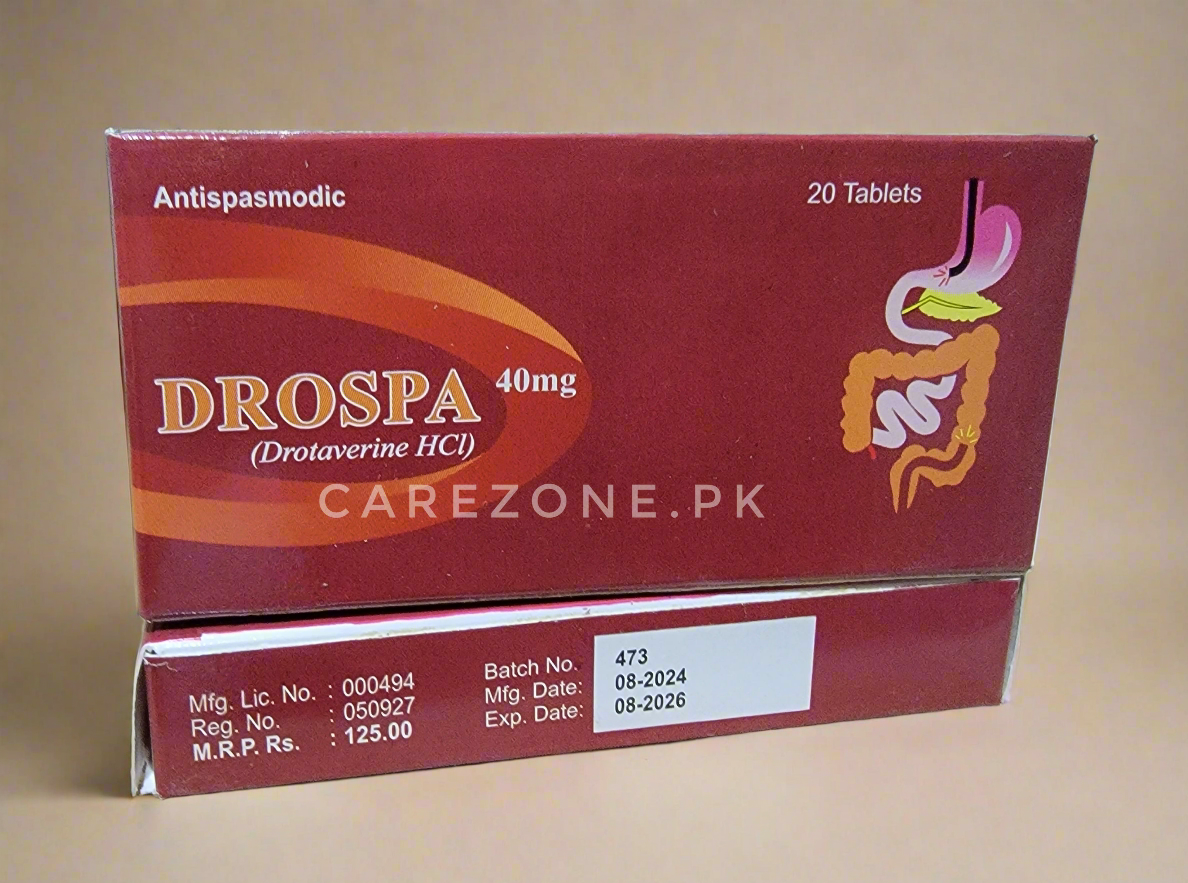 Antispasmodic
20 Tablets
DROSPA 40mg
(Drotaverine HCl)
CAREZONE.PK
Mfg. Lic. No. : 000494
Reg. No. : 050927
M.R.P. Rs. : 125.00
Batch No. 473
Mfg. Date: 08-2024
Exp. Date: 08-2026